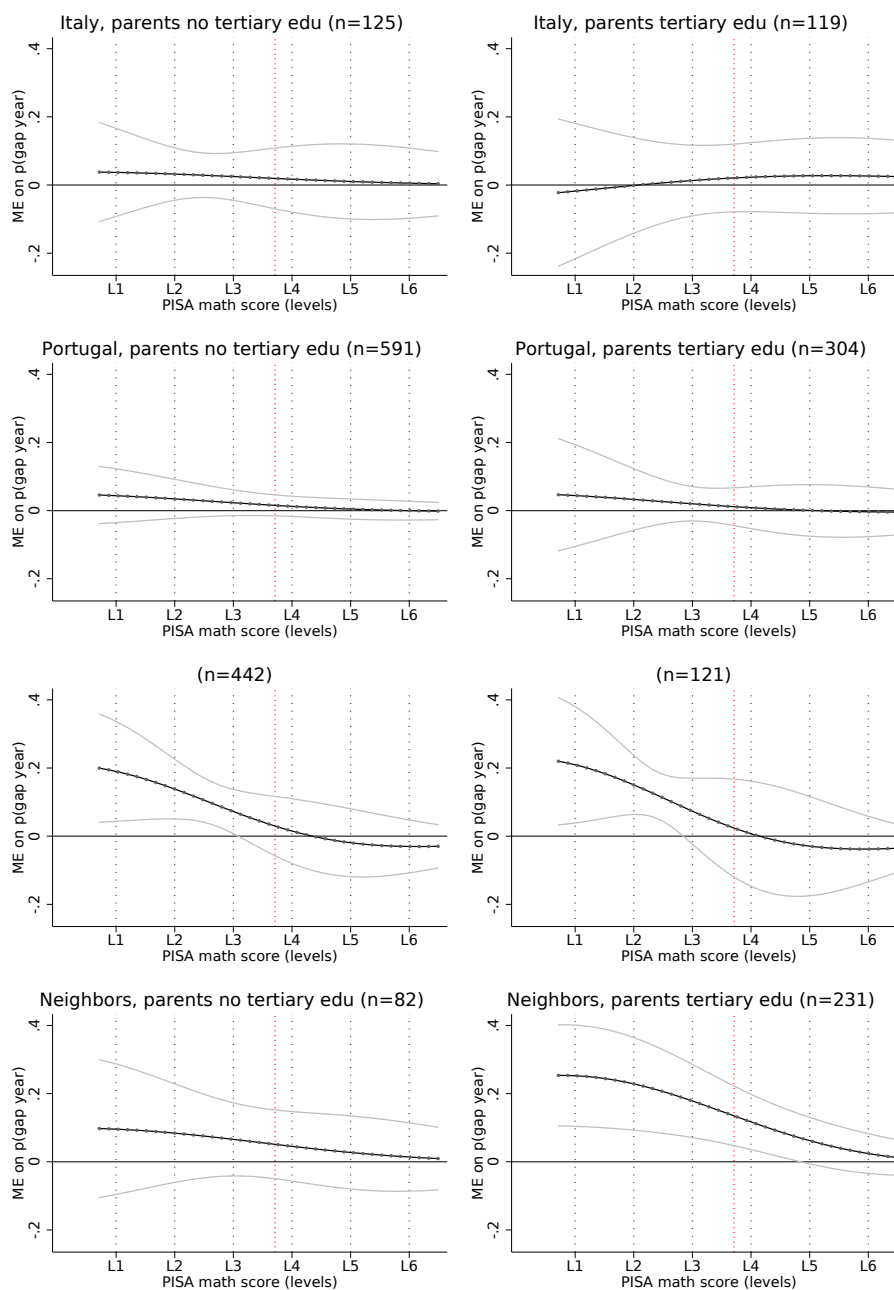 Italy, parents no tertiary edu (n=125)
ME on p(gap year)
.4
.2
0
-.2
L1 L2 L3 L4 L5 L6
PISA math score (levels)
Italy, parents tertiary edu (n=119)
ME on p(gap year)
.4
.2
0
-.2
L1 L2 L3 L4 L5 L6
PISA math score (levels)
Portugal, parents no tertiary edu (n=591)
ME on p(gap year)
.4
.2
0
-.2
L1 L2 L3 L4 L5 L6
PISA math score (levels)
Portugal, parents tertiary edu (n=304)
ME on p(gap year)
.4
.2
0
-.2
L1 L2 L3 L4 L5 L6
PISA math score (levels)
(n=442)
ME on p(gap year)
.4
.2
0
-.2
L1 L2 L3 L4 L5 L6
PISA math score (levels)
(n=121)
ME on p(gap year)
.4
.2
0
-.2
L1 L2 L3 L4 L5 L6
PISA math score (levels)
Neighbors, parents no tertiary edu (n=82)
ME on p(gap year)
.4
.2
0
-.2
L1 L2 L3 L4 L5 L6
PISA math score (levels)
Neighbors, parents tertiary edu (n=231)
ME on p(gap year)
.4
.2
0
-.2
L1 L2 L3 L4 L5 L6
PISA math score (levels)